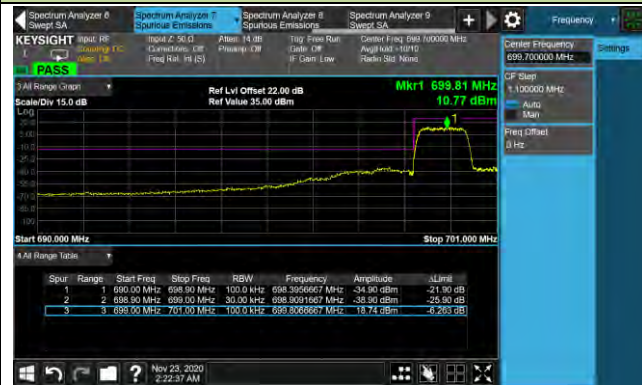 Spectrum Analyzer 6
Swept SA
Spectrum Analyzer 7
Spurious Emissions
Spectrum Analyzer 8
Spurious Emissions
Spectrum Analyzer 9
Swept SA
Frequency
KEYSIGHT
Input: RF
Coupling: DC
Align: Off
Input Z: 50 Ω
Corrections: Off
Freq Ref: Int (S)
Atten: 14 dB
Preamp: Off
Trig: Free Run
Gate: Off
IF Gain: Low
Center Freq: 699.700000 MHz
Avg|Hold: >10/10
Radio Std: None
PASS
3 All Range Graph
Ref Lvl Offset 22.00 dB
Mkr1 699.81 MHz
Scale/Div 15.0 dB
Ref Value 35.00 dBm
10.77 dBm
Log
Start 690.000 MHz
Stop 701.000 MHz
4 All Range Table
Spur Range Start Freq Stop Freq RBW Frequency Amplitude ΔLimit
1 1 690.00 MHz 698.90 MHz 100.0 kHz 698.3956667 MHz -34.90 dBm -21.90 dB
2 2 698.90 MHz 699.00 MHz 30.00 kHz 698.9091667 MHz -38.90 dBm -25.90 dB
3 3 699.00 MHz 701.00 MHz 100.0 kHz 699.8066667 MHz 18.74 dBm -6.263 dB
Center Frequency
699.700000 MHz
Settings
CF Step
1.100000 MHz
Auto
Man
Freq Offset
0 Hz
Nov 23, 2020
2:22:37 AM